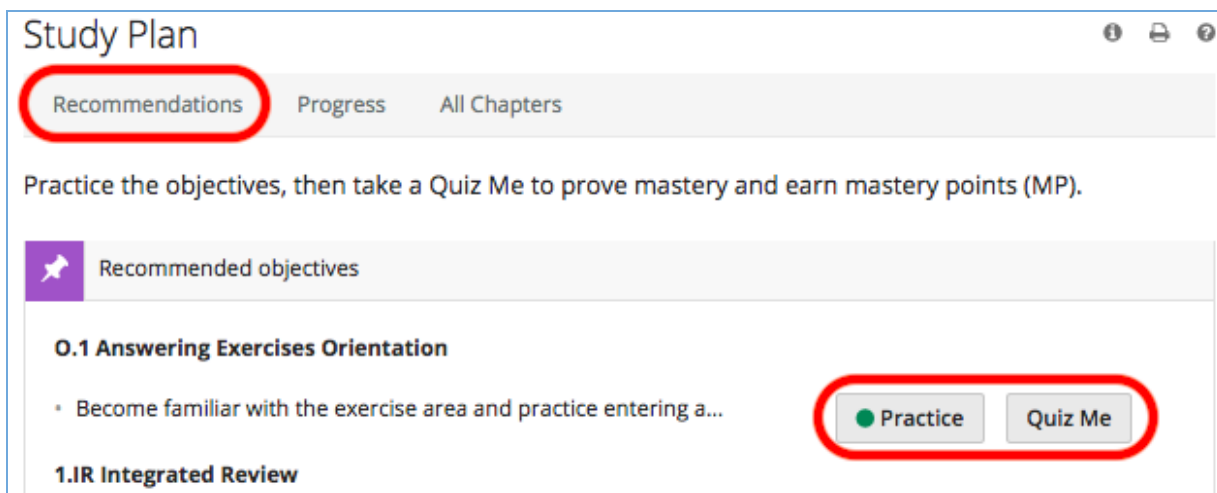 Study Plan
Recommendations Progress All Chapters
Practice the objectives, then take a Quiz Me to prove mastery and earn mastery points (MP).
Recommended objectives
O.1 Answering Exercises Orientation
• Become familiar with the exercise area and practice entering a...
Practice Quiz Me
1.IR Integrated Review